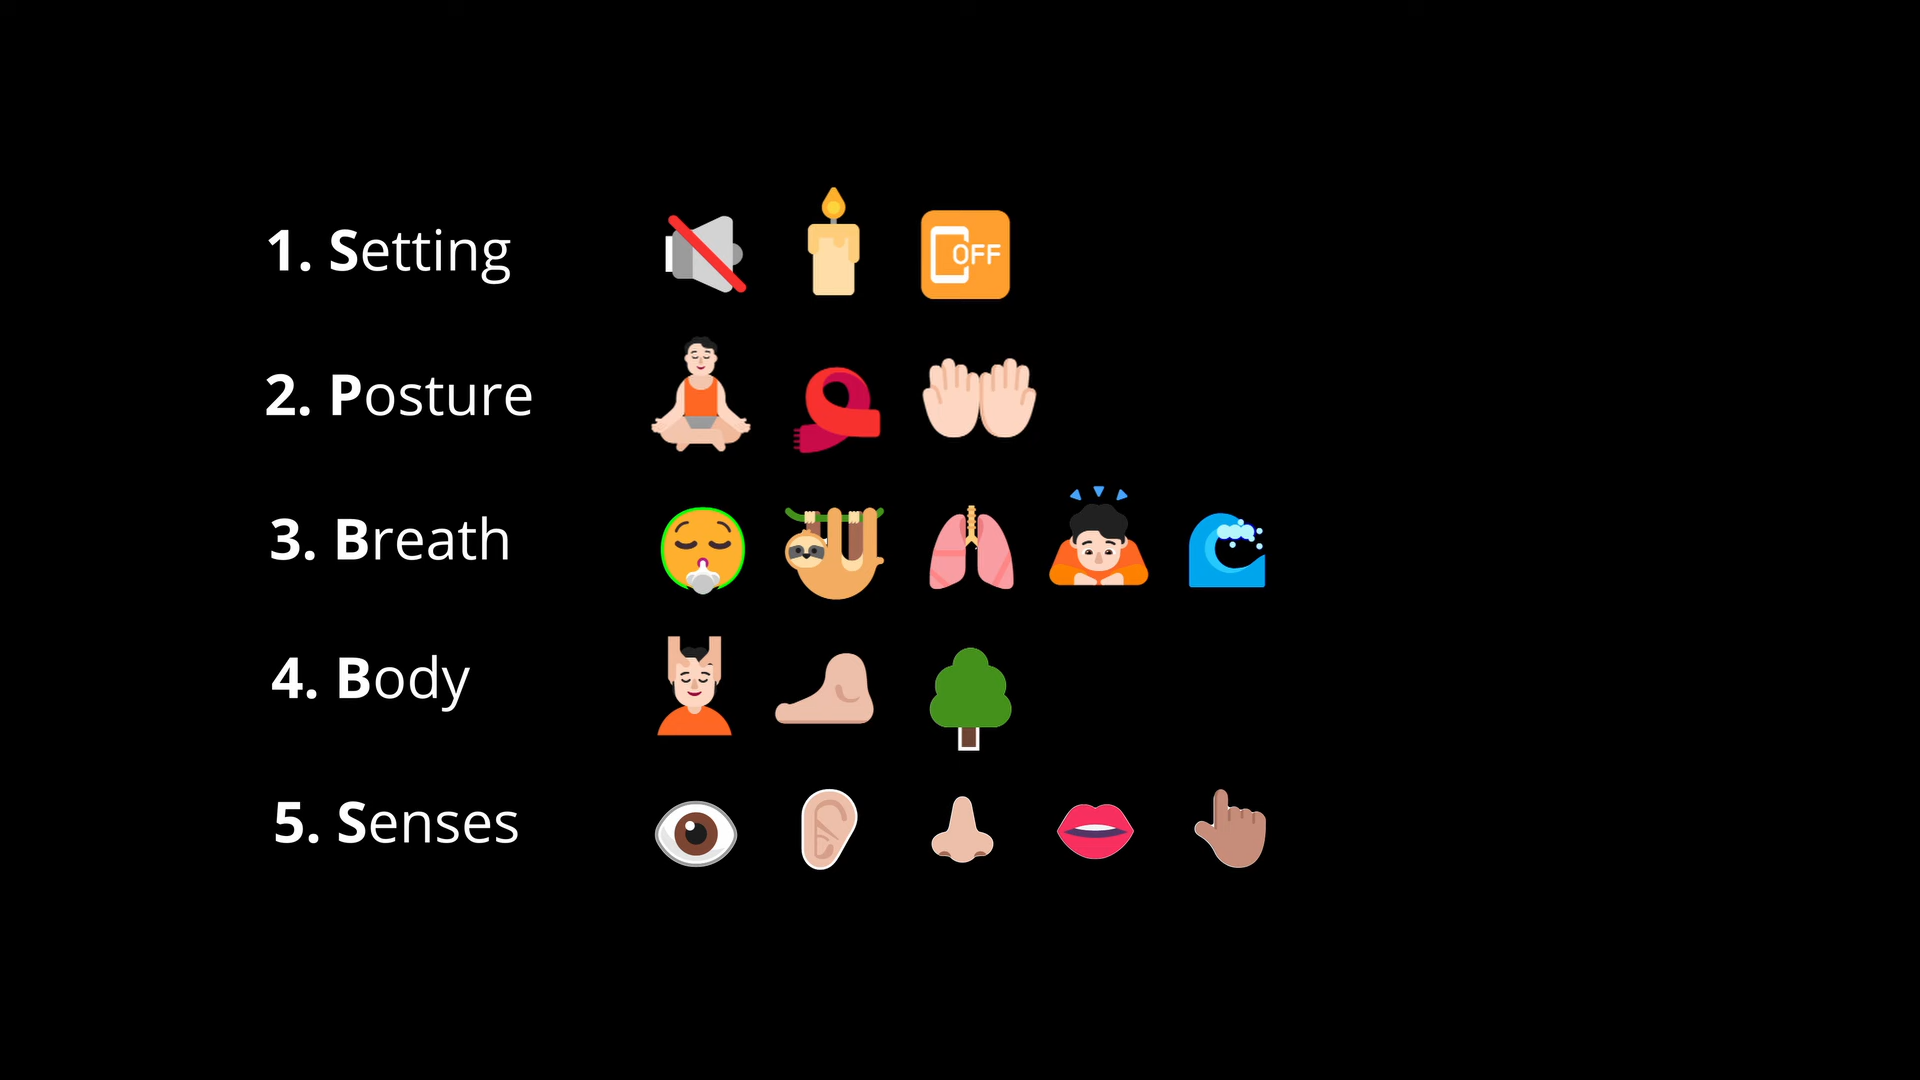 1. Setting
OFF
2. Posture
3. Breath
4. Body
5. Senses